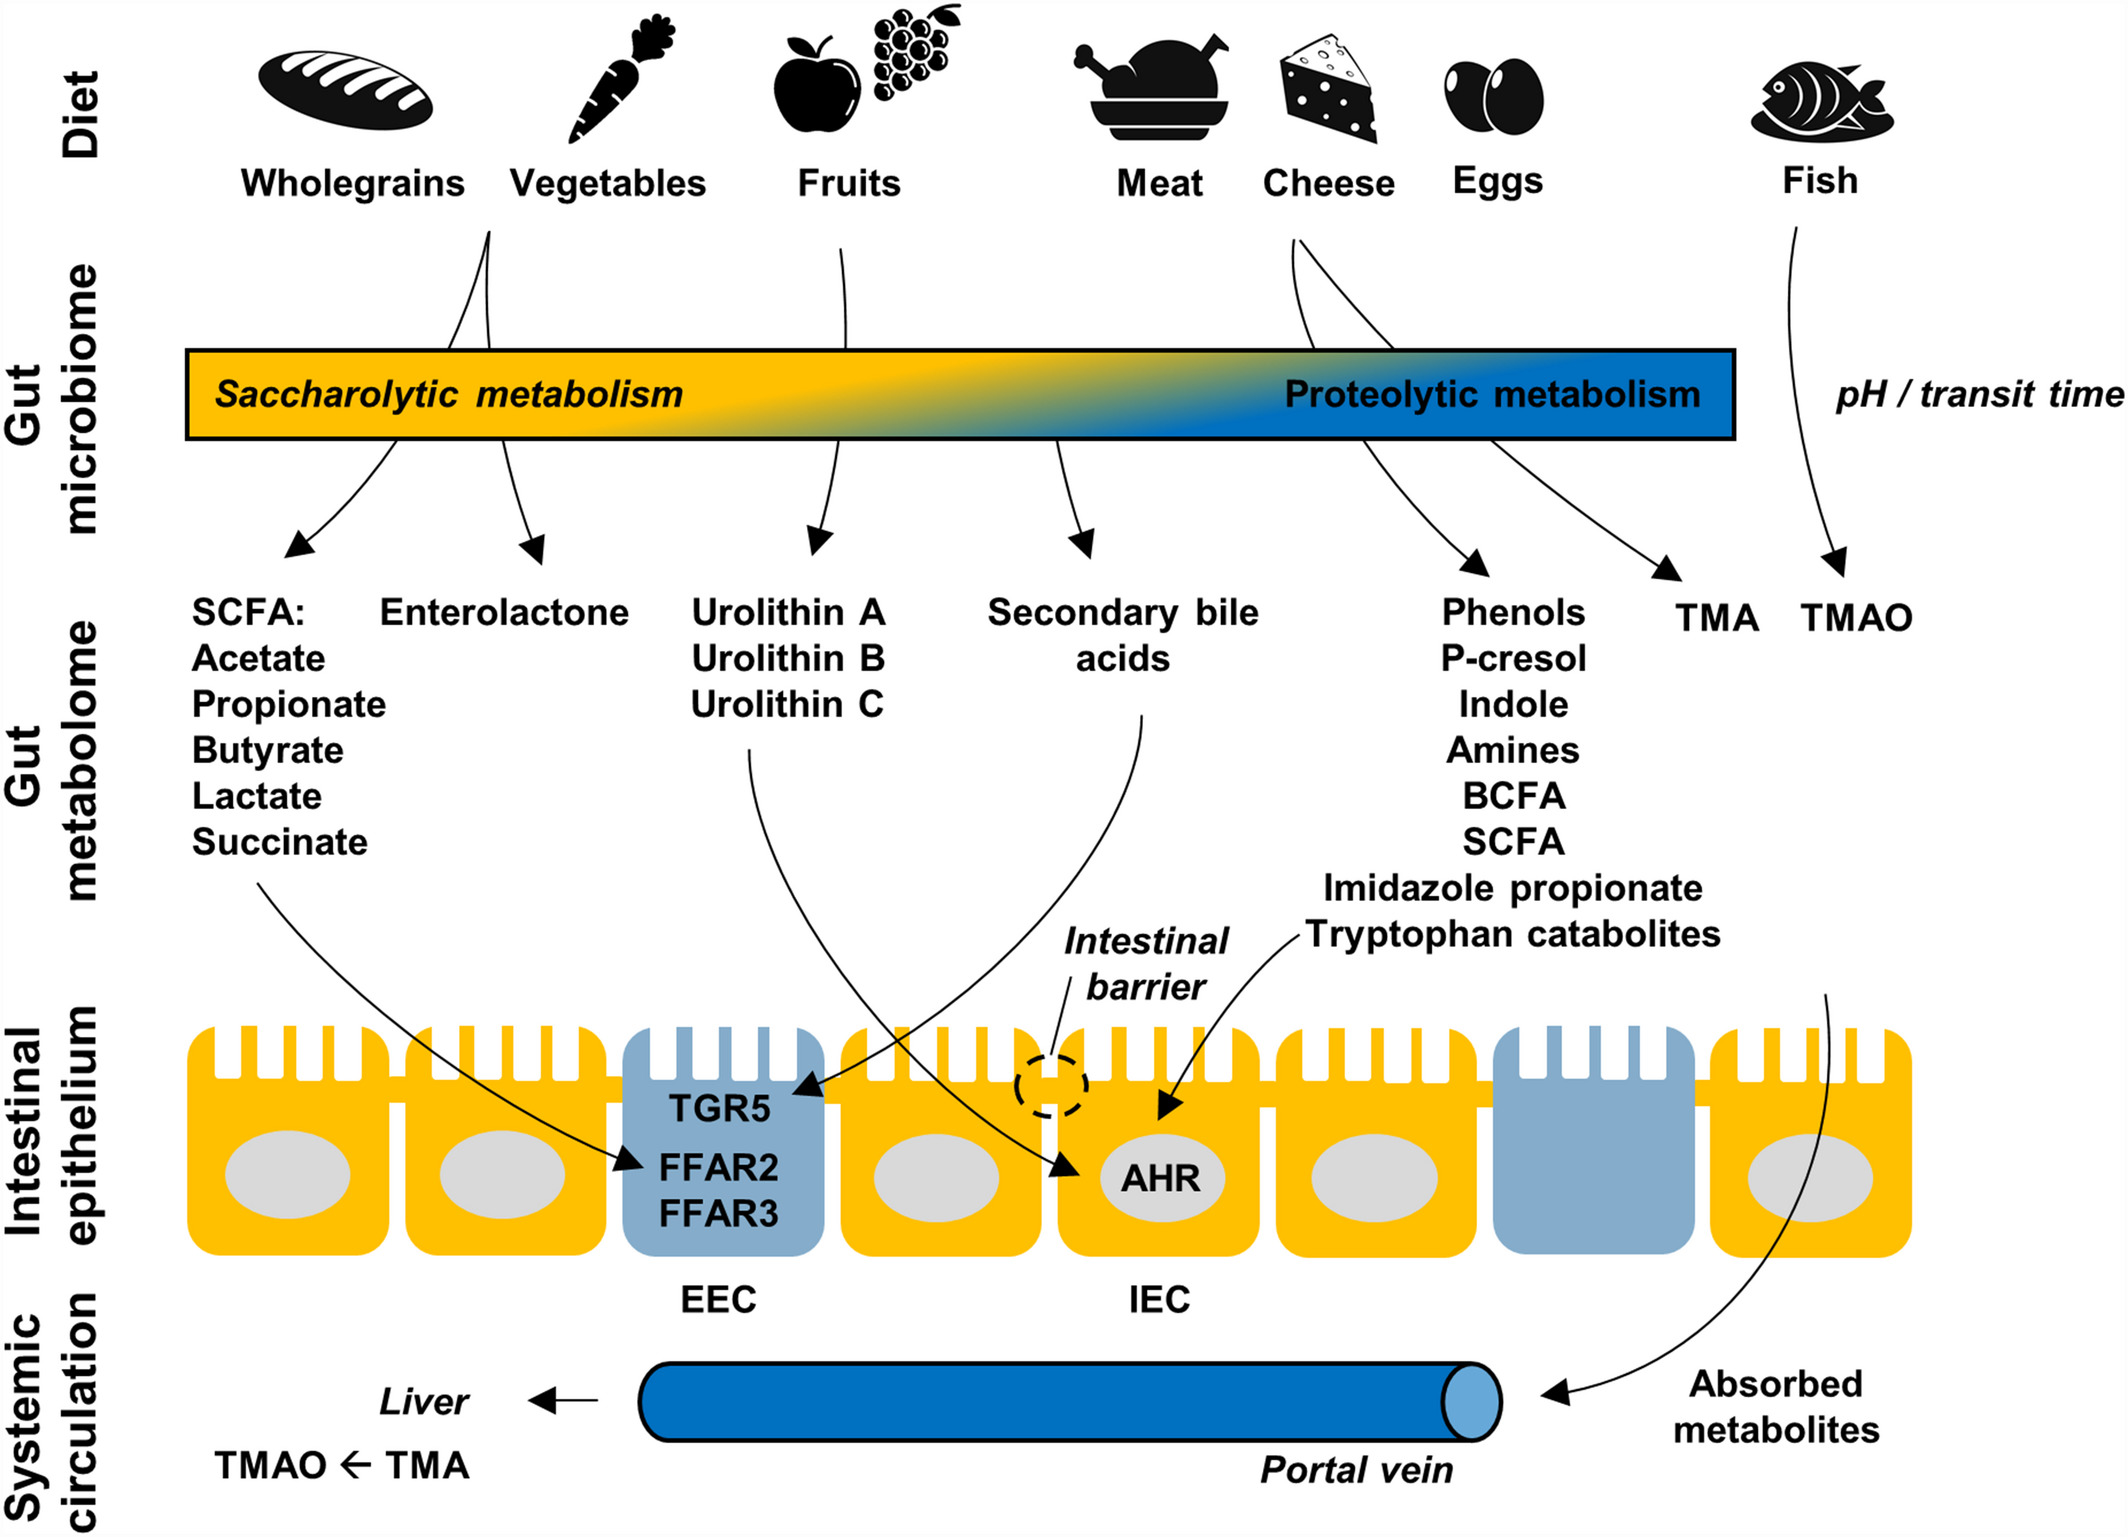 Diet
Wholegrains
Vegetables
Fruits
Meat
Cheese
Eggs
Fish
Gut
microbiome
Saccharolytic metabolism
Proteolytic metabolism
pH / transit time
Gut
metabolome
SCFA:
Acetate
Propionate
Butyrate
Lactate
Succinate
Enterolactone
Urolithin A
Urolithin B
Urolithin C
Secondary bile
acids
Phenols
P-cresol
Indole
Amines
BCFA
SCFA
Imidazole propionate
Tryptophan catabolites
TMA
TMAO
Intestinal
barrier
Intestinal
epithelium
TGR5
FFAR2
FFAR3
AHR
EEC
IEC
Systemic
circulation
Liver
TMAO ← TMA
Portal vein
Absorbed
metabolites